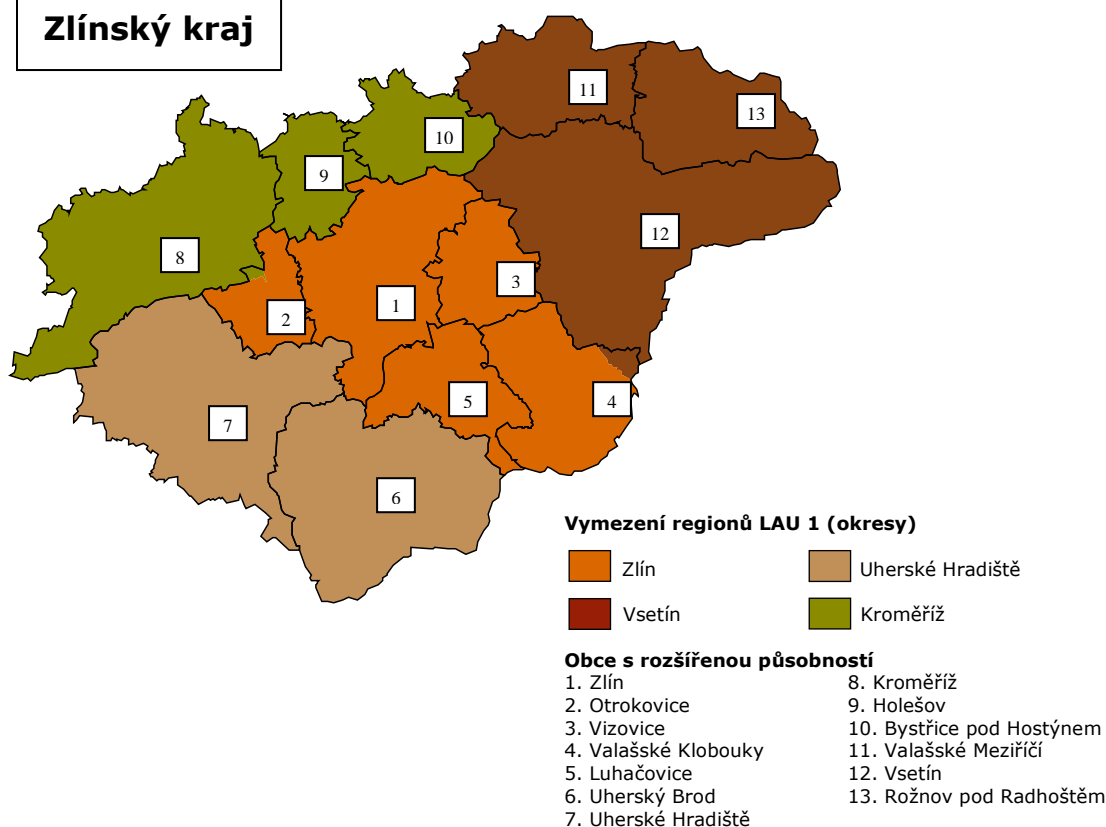 Zlínský kraj
11
13
10
9
12
8
3
1
2
5
4
7
6
Vymezení regionů LAU 1 (okresy)
Zlín
Uherské Hradiště
Vsetín
Kroměříž
Obce s rozšířenou působností
1. Zlín
2. Otrokovice
3. Vizovice
4. Valašské Klobouky
5. Luhačovice
6. Uherský Brod
7. Uherské Hradiště
8. Kroměříž
9. Holešov
10. Bystřice pod Hostýnem
11. Valašské Meziříčí
12. Vsetín
13. Rožnov pod Radhoštěm